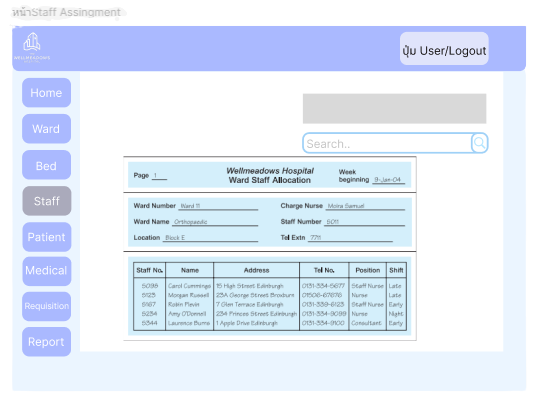 หน้าStaff Assingment
WELLMEADOWS
ปุ่ม User/Logout
Home
Ward
Bed
Staff
Patient
Medical
Requisition
Report
Search..
Page 1
Wellmeadows Hospital
Ward Staff Allocation
Week
beginning 9-Jan-04
Ward Number Ward 11
Charge Nurse Moira Samuel
Ward Name Orthopaedic
Staff Number S011
Location Block E
Tel Extn 7711
Staff No. Name Address Tel No. Position Shift
S098 Carol Cummings 15 High Street Edinburgh 0131-334-5677 Staff Nurse Late
S123 Morgan Russell 23A George Street Broxburn 01506-67676 Nurse Late
S167 Robin Plevin 7 Glen Terrace Edinburgh 0131-339-6123 Staff Nurse Early
S234 Amy O'Donnell 234 Princes Street Edinburgh 0131-334-9099 Nurse Night
S344 Laurence Burns 1 Apple Drive Edinburgh 0131-334-9100 Consultant Early